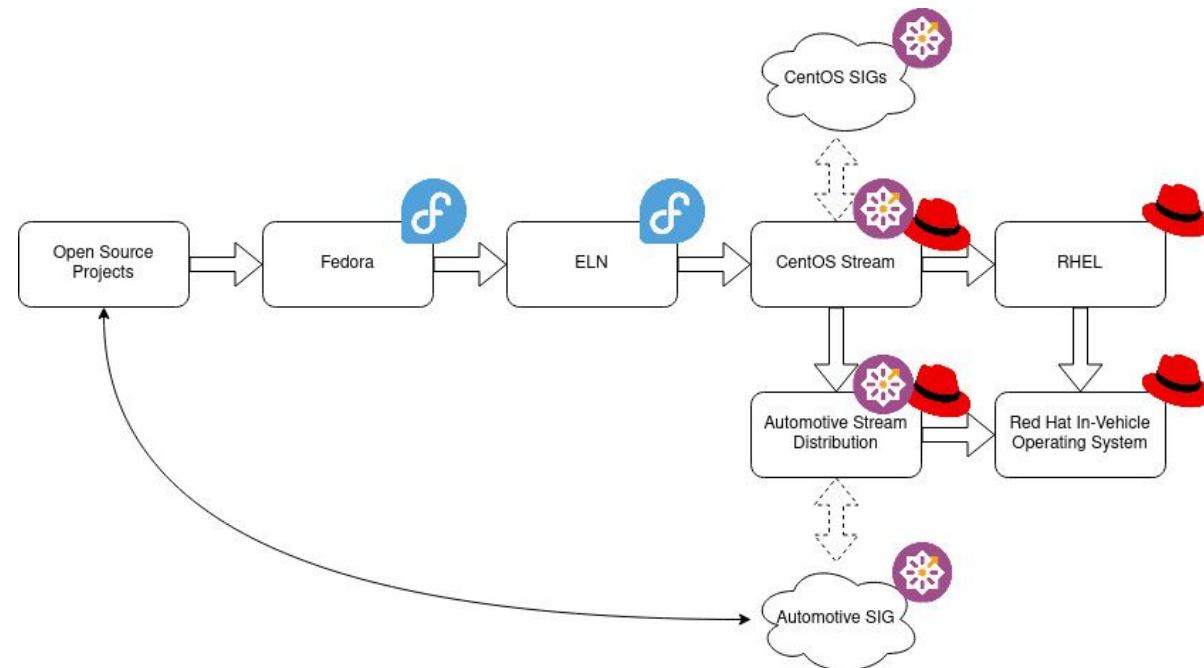 CentOS SIGs
Open Source
Projects
Fedora
ELN
CentOS Stream
RHEL
Automotive Stream
Distribution
Red Hat In-Vehicle
Operating System
Automotive SIG